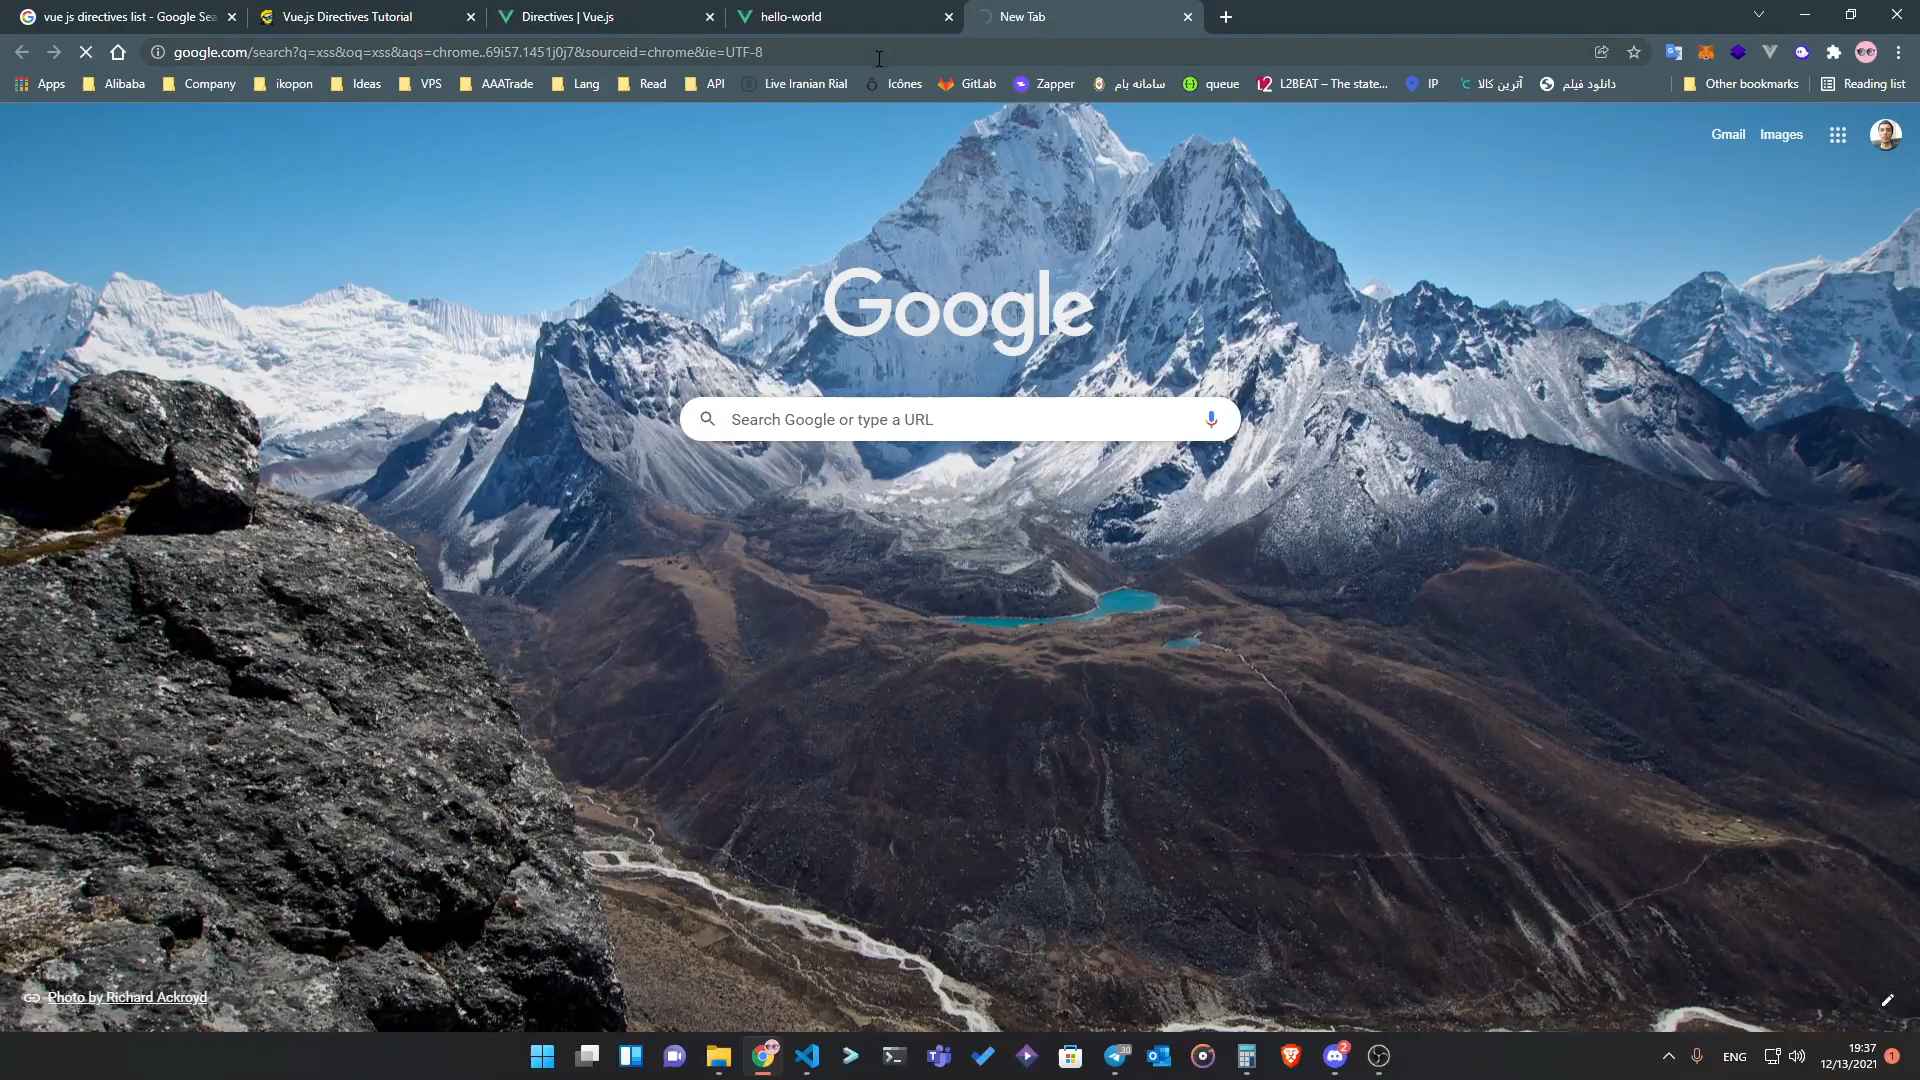 vue js directives list - Google Sea
Vue.js Directives Tutorial
Directives | Vue.js
hello-world
New Tab
google.com/search?q=xss&oq=xss&aqs=chrome..69i57.1451j0j7&sourceid=chrome&ie=UTF-8
Apps Alibaba Company ikopon Ideas VPS AAATrade Lang Read API Live Iranian Rial Icônes GitLab Zapper سامانه بام queue L2BEAT – The state... IP آترین کالا دانلود فیلم Other bookmarks Reading list
Gmail Images
Google
Search Google or type a URL
Photo by Richard Ackroyd
30
2
ENG
19:37
12/13/2021
1